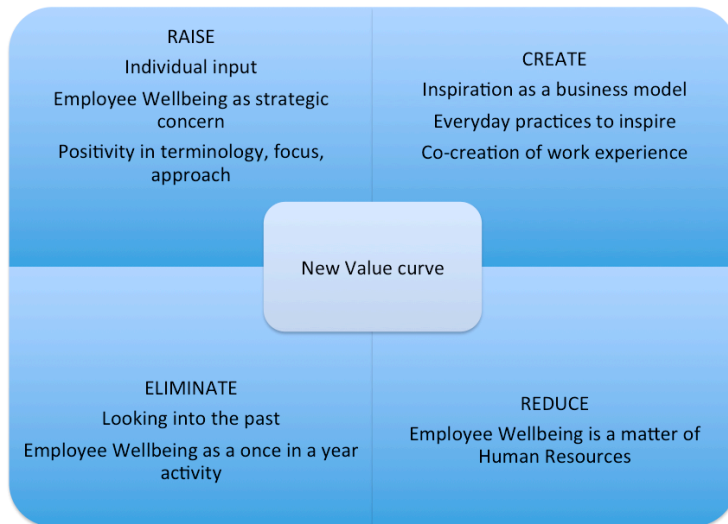 RAISE
Individual input
Employee Wellbeing as strategic
concern
Positivity in terminology, focus,
approach
CREATE
Inspiration as a business model
Everyday practices to inspire
Co-creation of work experience
New Value curve
ELIMINATE
Looking into the past
Employee Wellbeing as a once in a year
activity
REDUCE
Employee Wellbeing is a matter of
Human Resources